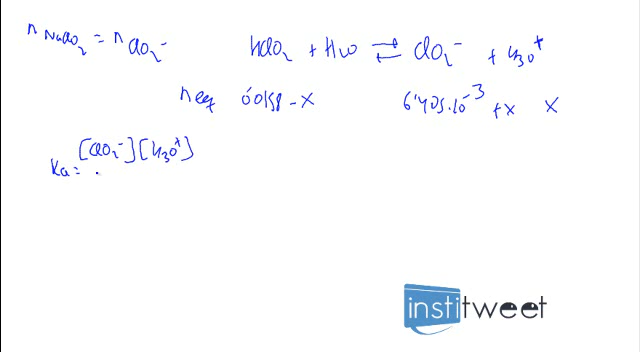 n NaClO₂ = n ClO₂⁻
HClO₂ + H₂O ⇌ ClO₂⁻ + H₃O⁺
neq 0'0158 - x 6'405·10⁻³ + x x
Ka = [ClO₂⁻][H₃O⁺]
institweet